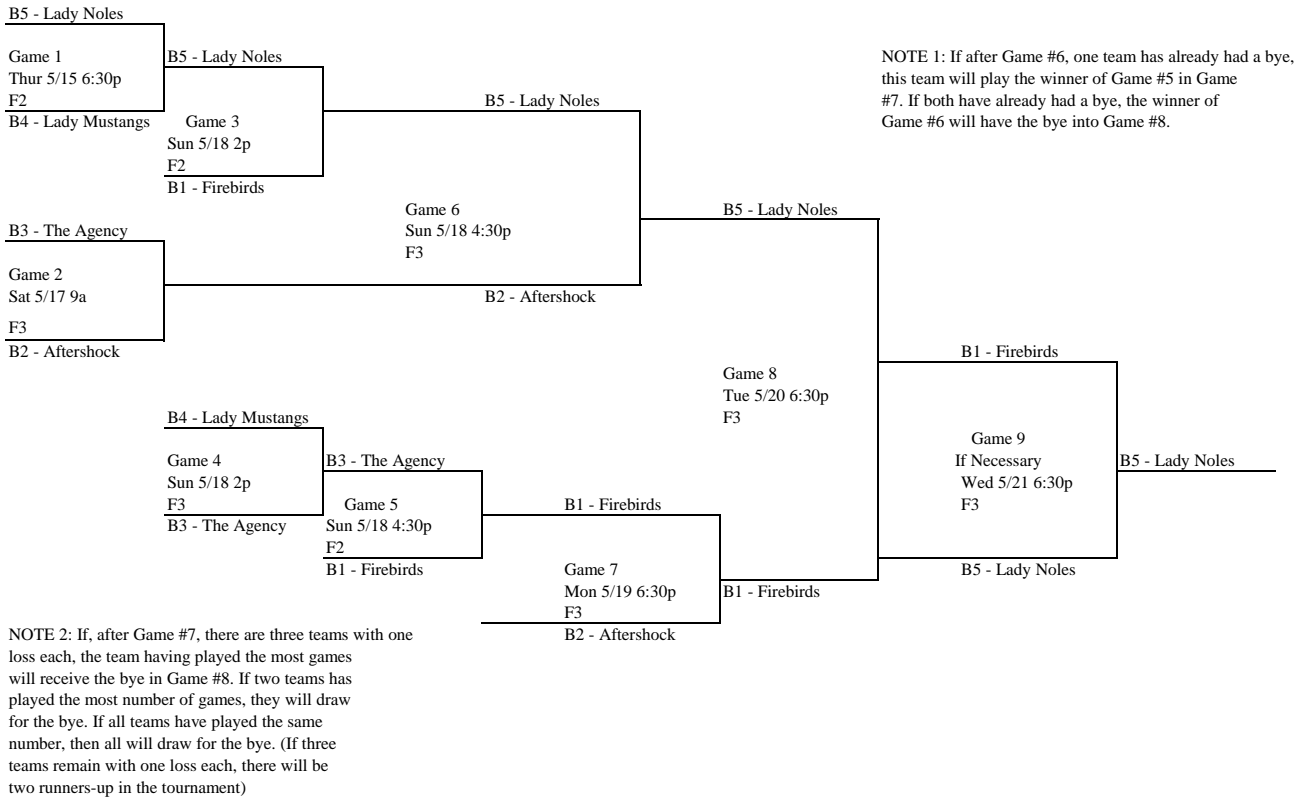 B5 - Lady Noles
Game 1
Thur 5/15 6:30p
F2
B4 - Lady Mustangs
B5 - Lady Noles
Game 3
Sun 5/18 2p
F2
B1 - Firebirds
B5 - Lady Noles
NOTE 1: If after Game #6, one team has already had a bye,
this team will play the winner of Game #5 in Game
#7. If both have already had a bye, the winner of
Game #6 will have the bye into Game #8.
B3 - The Agency
Game 2
Sat 5/17 9a
F3
B2 - Aftershock
Game 6
Sun 5/18 4:30p
F3
B2 - Aftershock
B5 - Lady Noles
Game 8
Tue 5/20 6:30p
F3
B1 - Firebirds
Game 9
If Necessary
Wed 5/21 6:30p
F3
B5 - Lady Noles
B5 - Lady Noles
B4 - Lady Mustangs
Game 4
Sun 5/18 2p
F3
B3 - The Agency
B3 - The Agency
Game 5
Sun 5/18 4:30p
F2
B1 - Firebirds
B1 - Firebirds
Game 7
Mon 5/19 6:30p
F3
B2 - Aftershock
B1 - Firebirds
NOTE 2: If, after Game #7, there are three teams with one
loss each, the team having played the most games
will receive the bye in Game #8. If two teams has
played the most number of games, they will draw
for the bye. If all teams have played the same
number, then all will draw for the bye. (If three
teams remain with one loss each, there will be
two runners-up in the tournament)